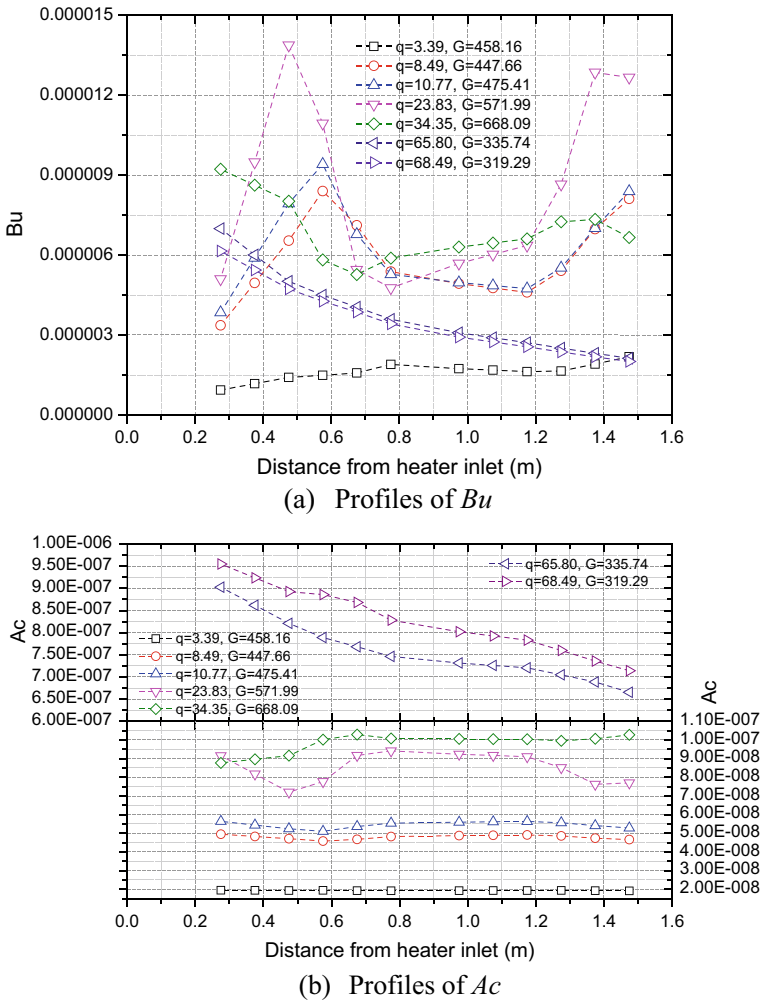 0.000015
0.000012
0.000009
0.000006
0.000003
0.000000
Bu
q=3.39, G=458.16
q=8.49, G=447.66
q=10.77, G=475.41
q=23.83, G=571.99
q=34.35, G=668.09
q=65.80, G=335.74
q=68.49, G=319.29
0.0 0.2 0.4 0.6 0.8 1.0 1.2 1.4 1.6
Distance from heater inlet (m)
(a) Profiles of Bu
1.00E-006
9.50E-007
9.00E-007
8.50E-007
8.00E-007
7.50E-007
7.00E-007
6.50E-007
6.00E-007
Ac
q=65.80, G=335.74
q=68.49, G=319.29
q=3.39, G=458.16
q=8.49, G=447.66
q=10.77, G=475.41
q=23.83, G=571.99
q=34.35, G=668.09
Ac
1.10E-007
1.00E-007
9.00E-008
8.00E-008
7.00E-008
6.00E-008
5.00E-008
4.00E-008
3.00E-008
2.00E-008
0.0 0.2 0.4 0.6 0.8 1.0 1.2 1.4 1.6
Distance from heater inlet (m)
(b) Profiles of Ac